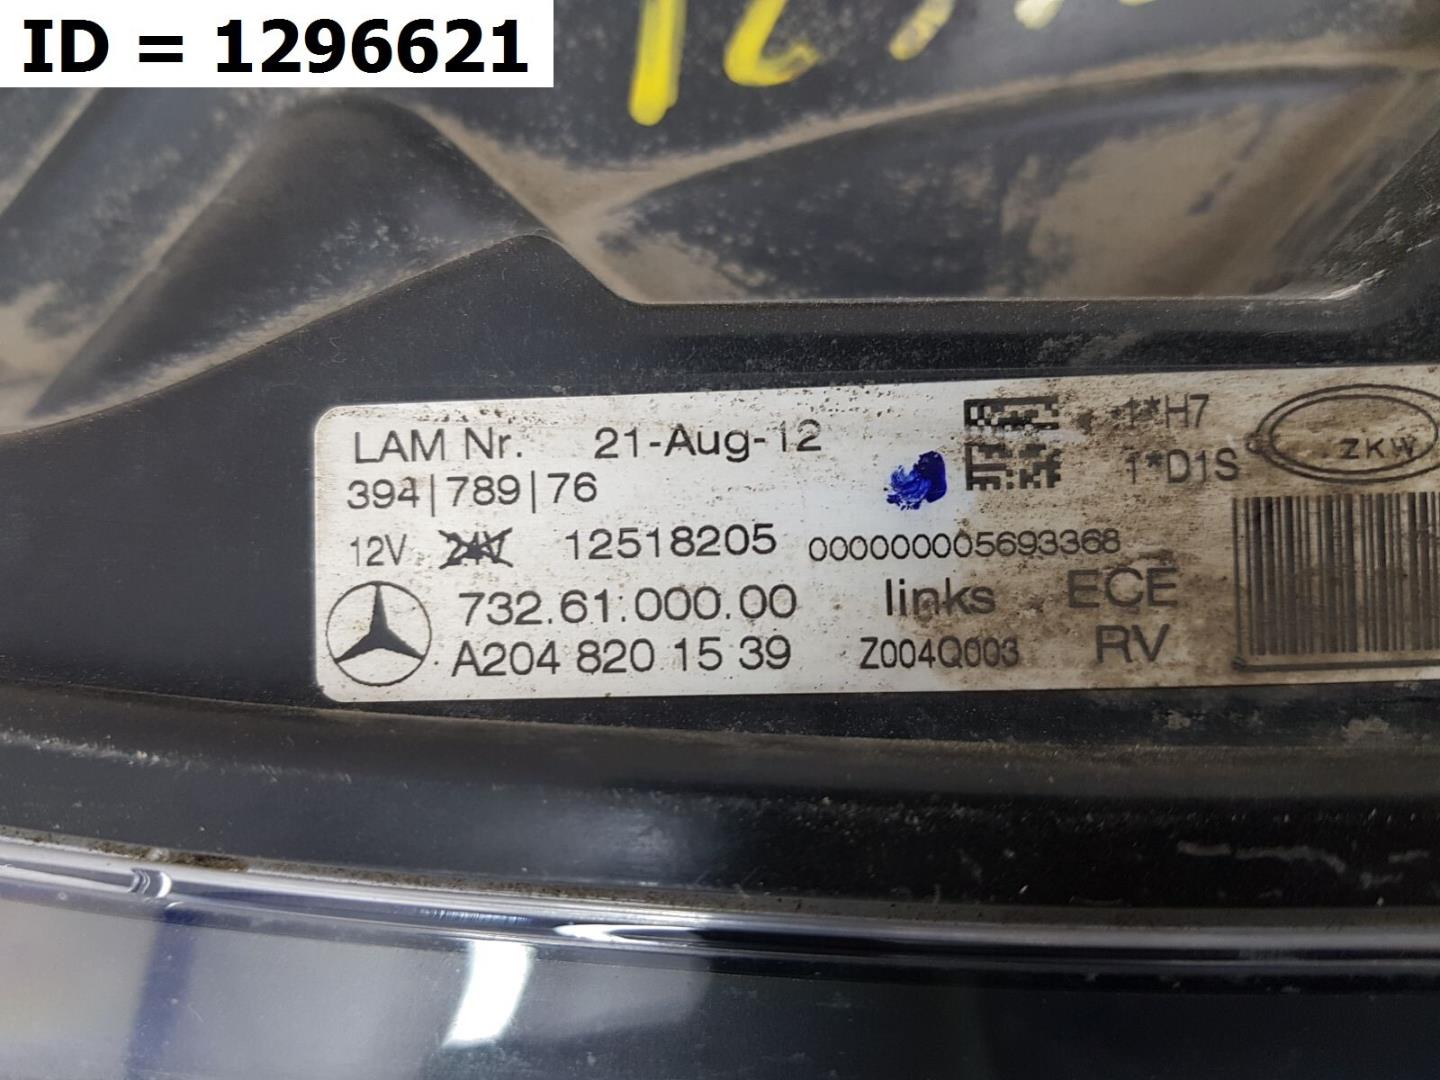 ID = 1296621
LAM Nr. 21-Aug-12 1*H7
394|789|76 1*D1S ZKW
12V 24V 12518205 000000005693368
732.61.000.00 links ECE
A204 820 15 39 Z004Q003 RV